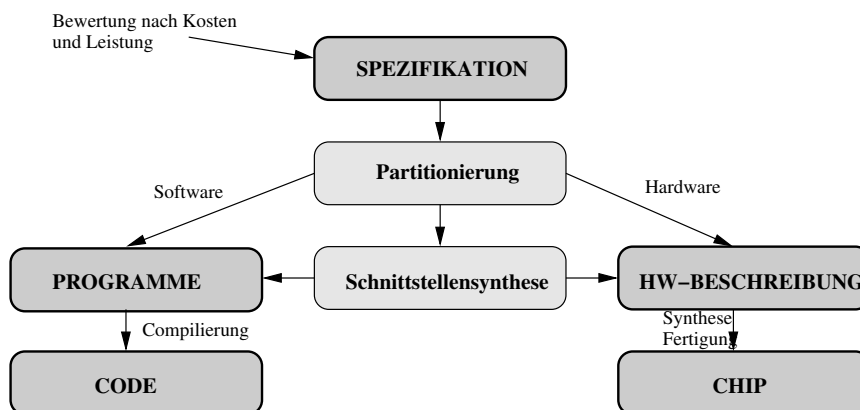 Bewertung nach Kosten
und Leistung
SPEZIFIKATION
Partitionierung
Software
Hardware
PROGRAMME
Schnittstellensynthese
HW–BESCHREIBUNG
Compilierung
Synthese
Fertigung
CODE
CHIP